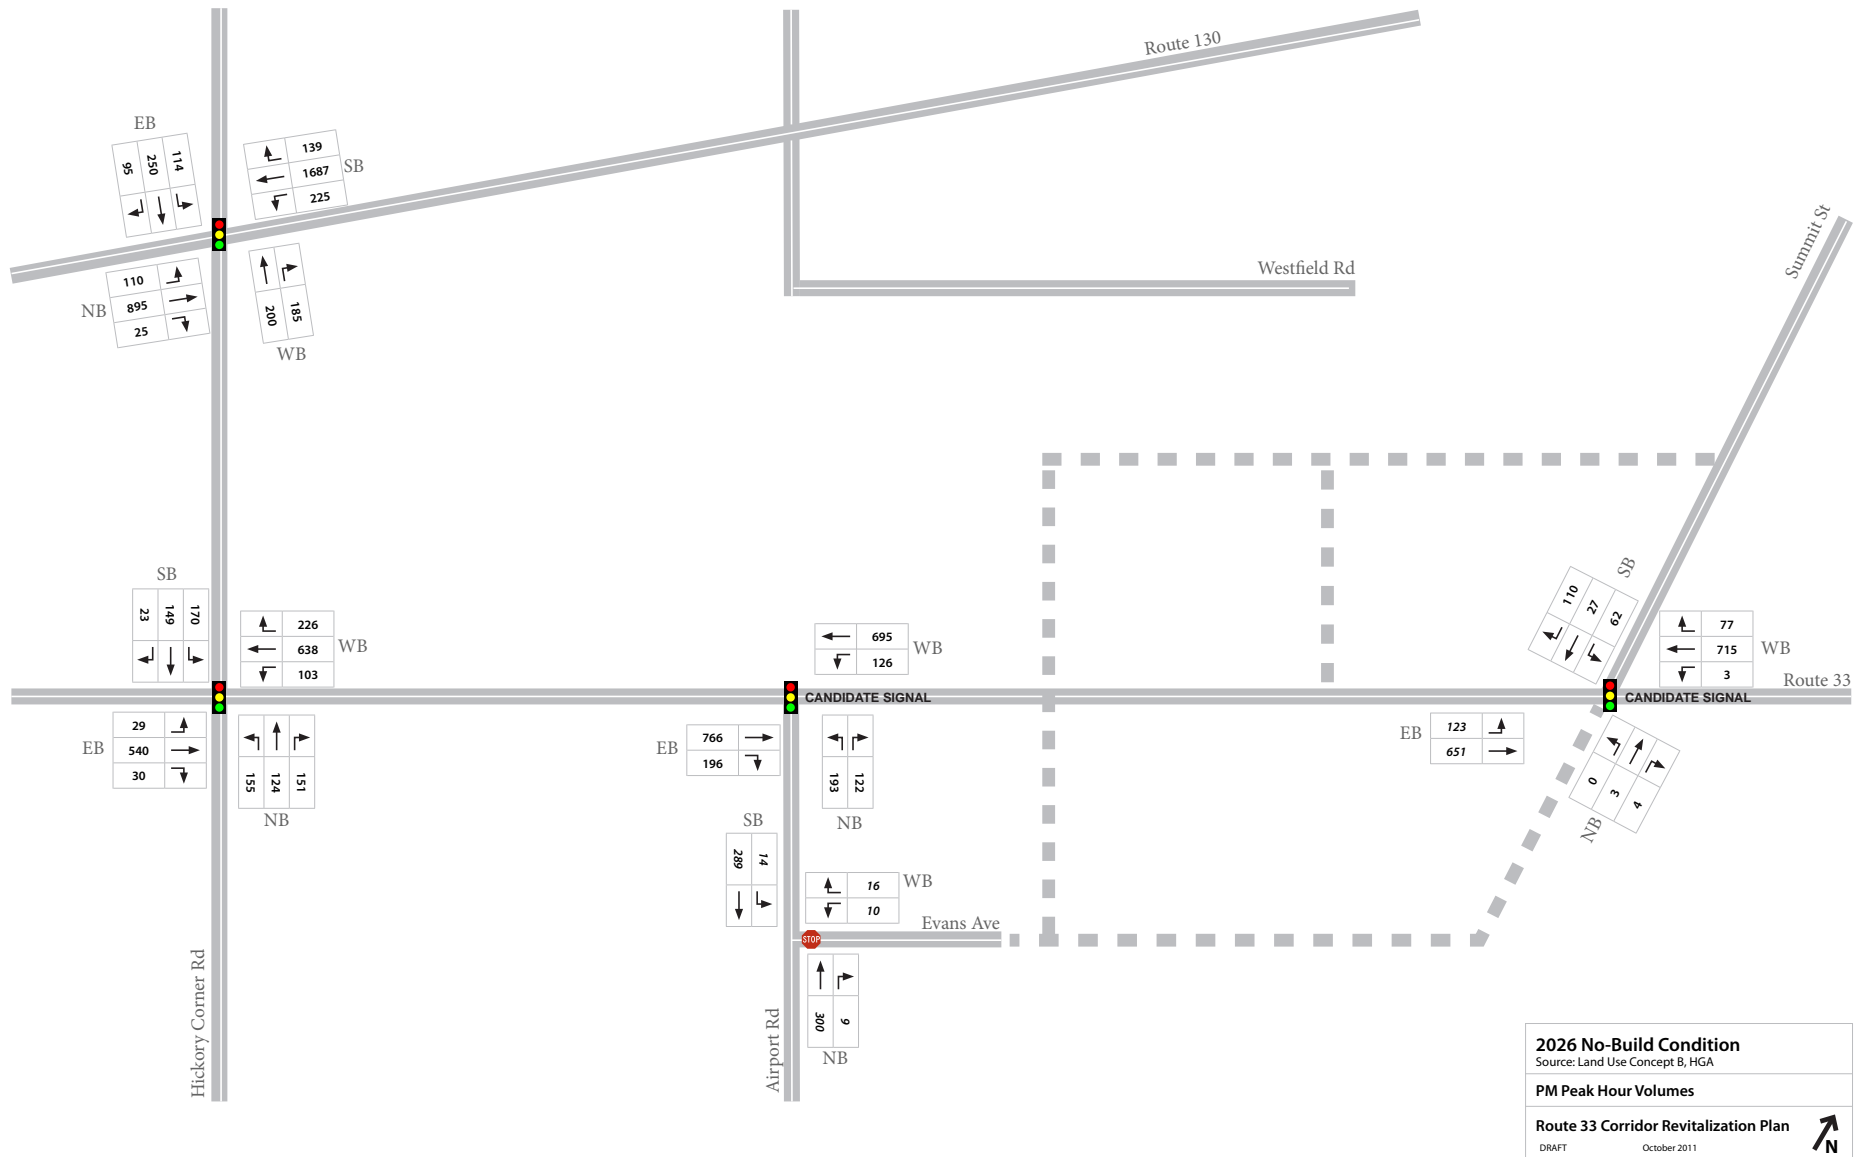 Route 130
EB
95
250
114
139
1687
225
SB
110
895
25
NB
200
185
WB
Westfield Rd
Summit St
SB
23
149
170
226
638
103
WB
29
540
30
EB
155
124
151
NB
695
126
WB
CANDIDATE SIGNAL
766
196
EB
193
122
NB
SB
110
27
62
77
715
3
WB
Route 33
CANDIDATE SIGNAL
123
651
EB
0
3
4
NB
SB
289
14
16
10
WB
Evans Ave
STOP
300
9
NB
Hickory Corner Rd
Airport Rd
2026 No-Build Condition
Source: Land Use Concept B, HGA
PM Peak Hour Volumes
Route 33 Corridor Revitalization Plan
DRAFT October 2011
N